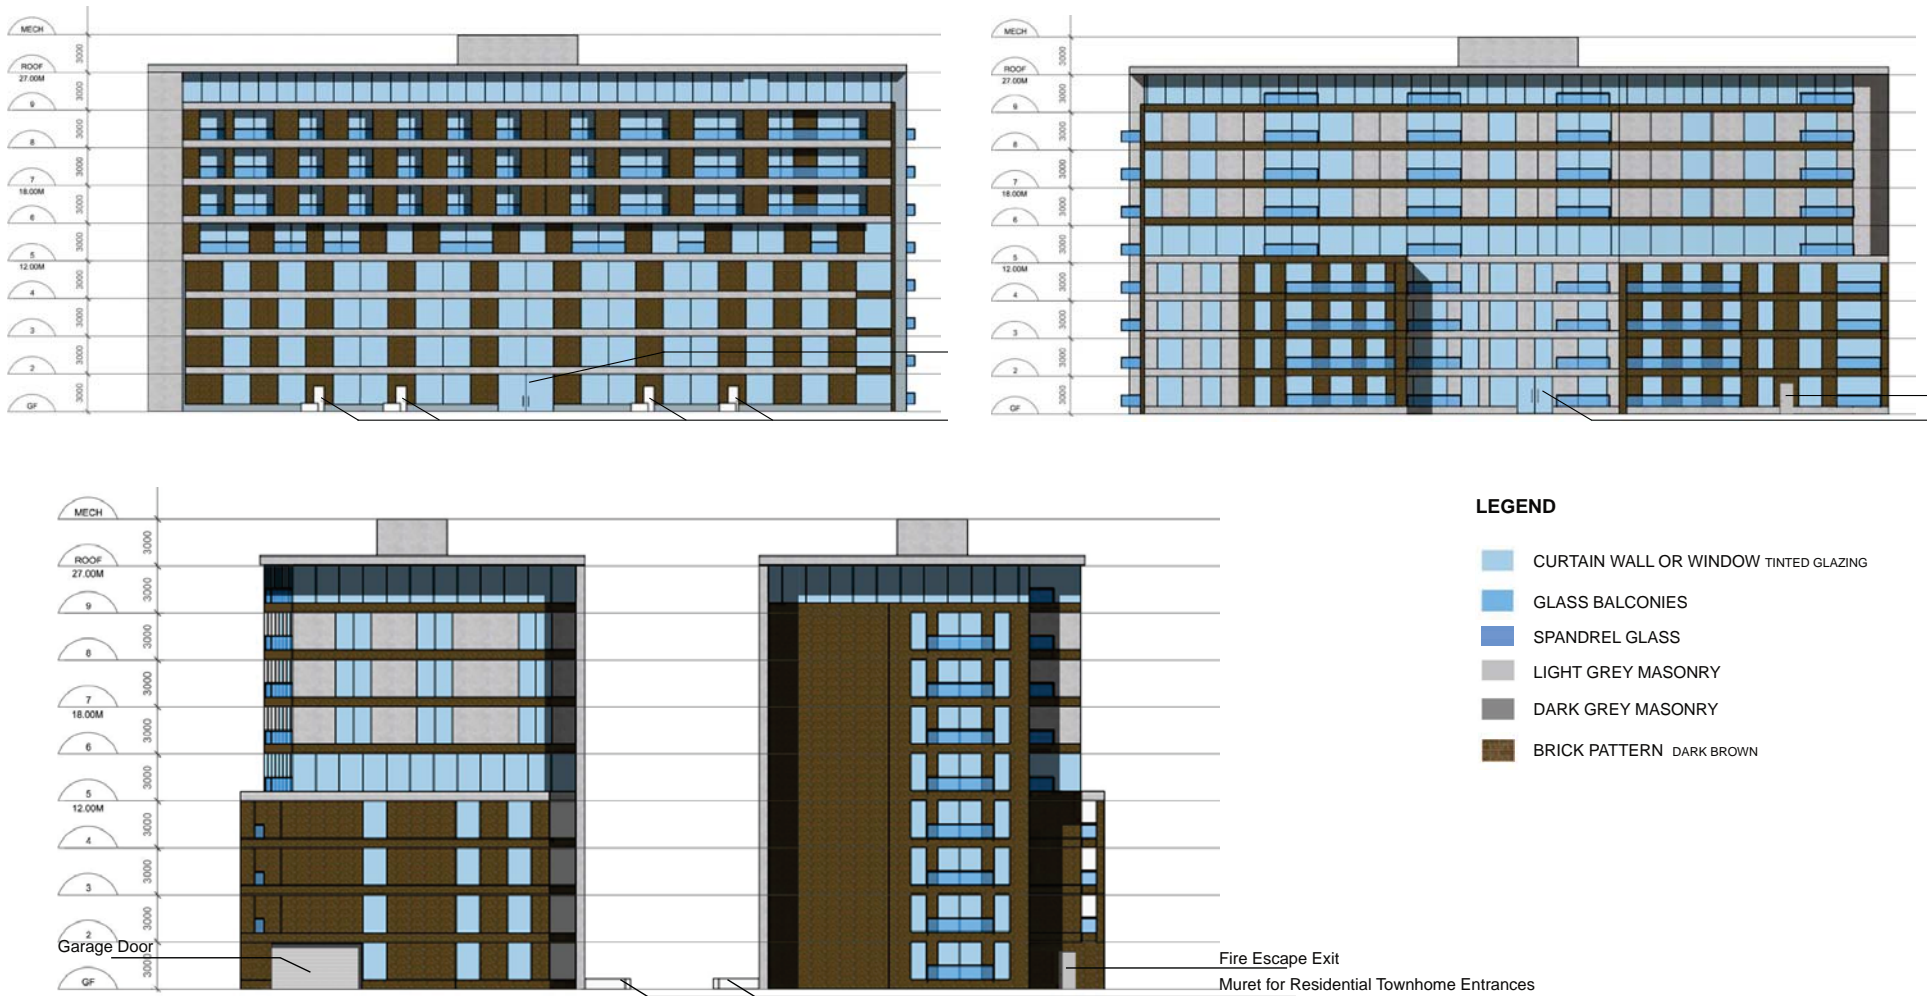 MECH
3000
ROOF
27.00M
3000
9
3000
8
3000
7
18.00M
3000
6
3000
5
12.00M
3000
4
3000
3
3000
2
3000
GF
MECH
3000
ROOF
27.00M
3000
9
3000
8
3000
7
18.00M
3000
6
3000
5
12.00M
3000
4
3000
3
3000
2
3000
GF
MECH
3000
ROOF
27.00M
3000
9
3000
8
3000
7
18.00M
3000
6
3000
5
12.00M
3000
4
3000
3
3000
2
Garage Door
3000
GF
Fire Escape Exit
Muret for Residential Townhome Entrances
LEGEND
CURTAIN WALL OR WINDOW TINTED GLAZING
GLASS BALCONIES
SPANDREL GLASS
LIGHT GREY MASONRY
DARK GREY MASONRY
BRICK PATTERN DARK BROWN